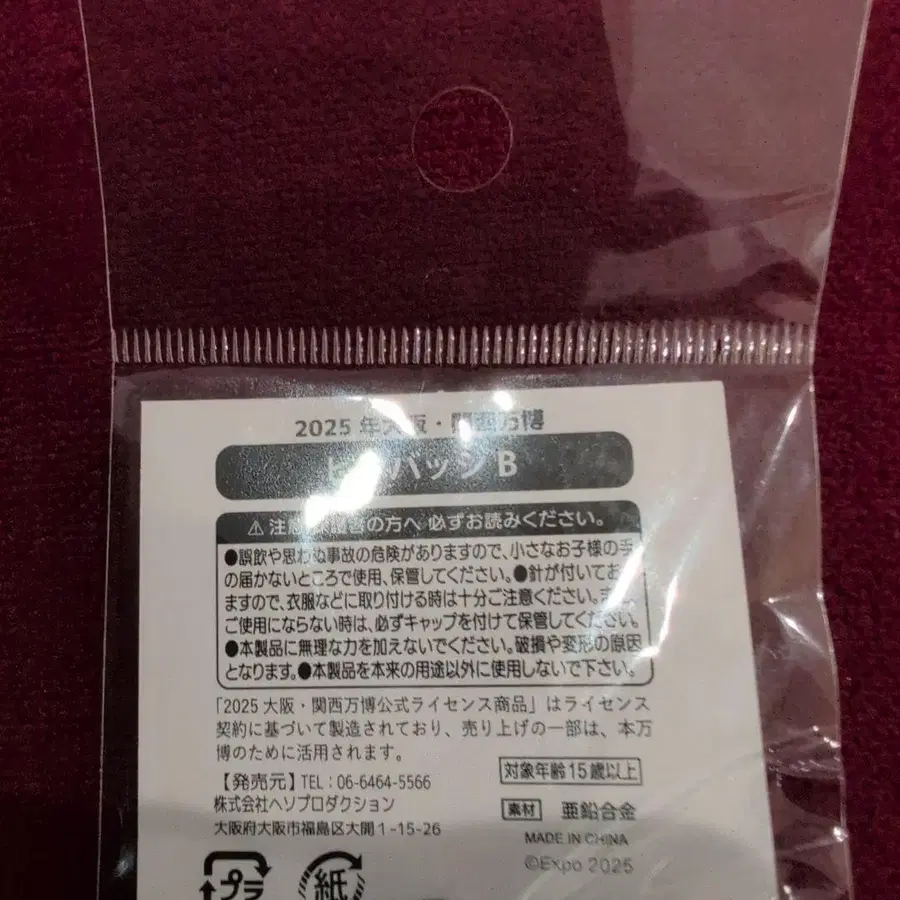 2025 年大阪・関西万博
バッジ B
⚠注意 の方へ 必ずお読みください。
●誤飲や思わぬ事故の危険がありますので、小さなお子様の手
の届かないところで使用、保管してください。●針が付いており
ますので、衣服などに取り付ける時は十分ご注意ください。また、
ご使用にならない時は、必ずキャップを付けて保管してください。
●本製品に無理な力を加えないでください。破損や変形の原因
となります。●本製品を本来の用途以外に使用しないで下さい。
「2025 大阪・関西万博公式ライセンス商品」はライセンス
契約に基づいて製造されており、売り上げの一部は、本万
博のために活用されます。
【発売元】TEL:06-6464-5566
株式会社ヘソプロダクション
大阪府大阪市福島区大開1-15-26
対象年齢15歳以上
素材 亜鉛合金
MADE IN CHINA
©Expo 2025
プラ
紙